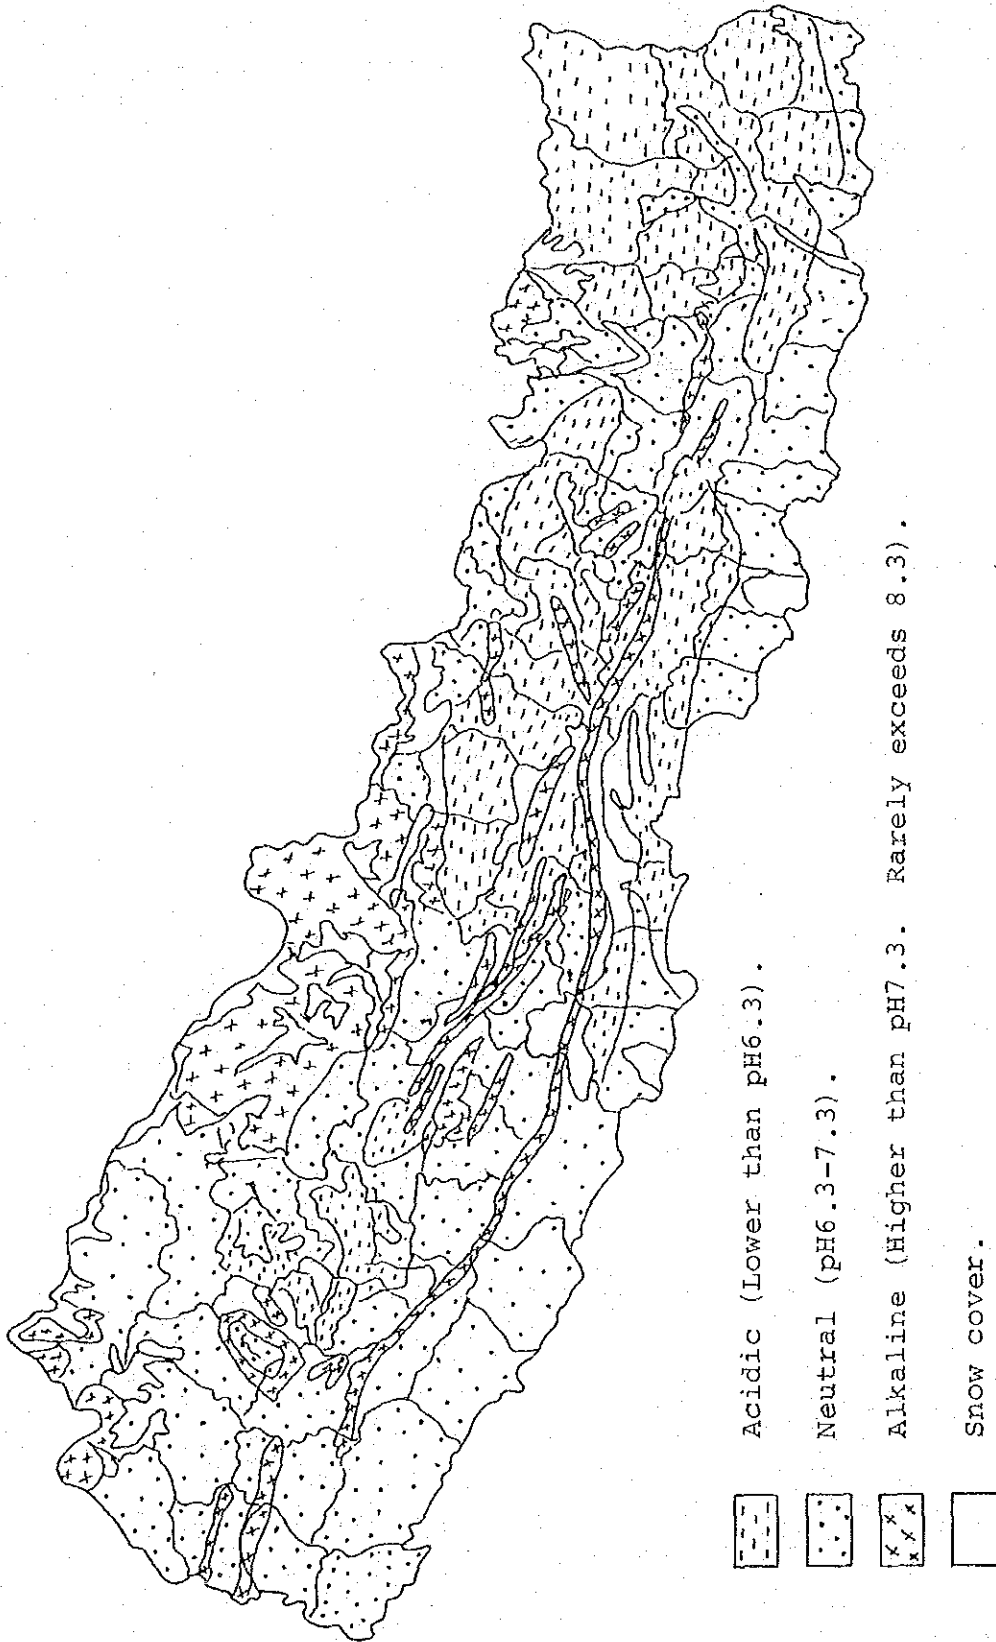 Acidic (Lower than pH6.3).
Neutral (pH6.3-7.3).
Alkaline (Higher than pH7.3. Rarely exceeds 8.3).
Snow cover.